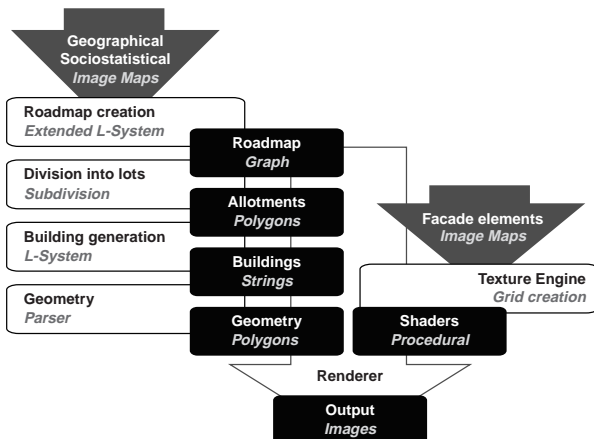 Geographical
Sociostatistical
Image Maps
Roadmap creation
Extended L-System
Roadmap
Graph
Division into lots
Subdivision
Allotments
Polygons
Facade elements
Image Maps
Building generation
L-System
Buildings
Strings
Texture Engine
Grid creation
Geometry
Parser
Geometry
Polygons
Shaders
Procedural
Renderer
Output
Images